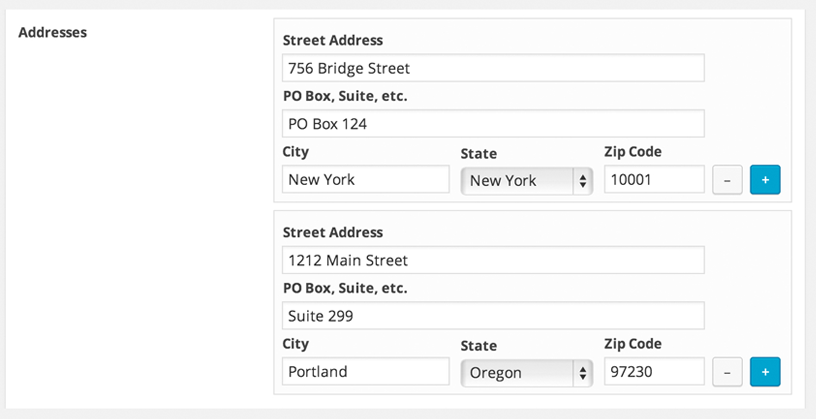 Addresses
Street Address
756 Bridge Street
PO Box, Suite, etc.
PO Box 124
City State Zip Code
New York New York 10001 – +
Street Address
1212 Main Street
PO Box, Suite, etc.
Suite 299
City State Zip Code
Portland Oregon 97230 – +